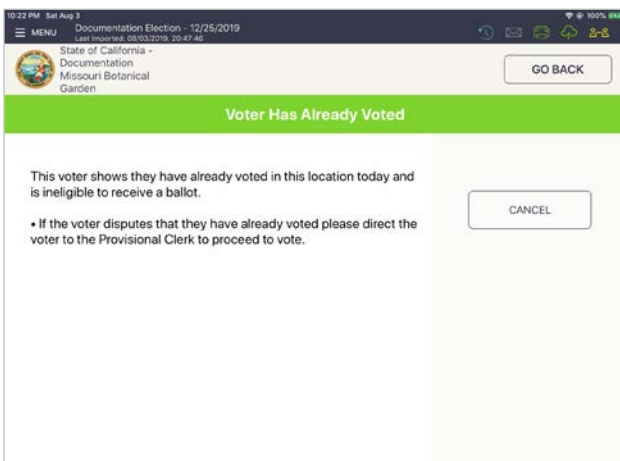 10:22 PM Sat Aug 3
100%
MENU
Documentation Election - 12/25/2019
Last Imported: 08/03/2019, 20:47:46
State of California -
Documentation
Missouri Botanical
Garden
GO BACK
Voter Has Already Voted
This voter shows they have already voted in this location today and
is ineligible to receive a ballot.
• If the voter disputes that they have already voted please direct the
voter to the Provisional Clerk to proceed to vote.
CANCEL